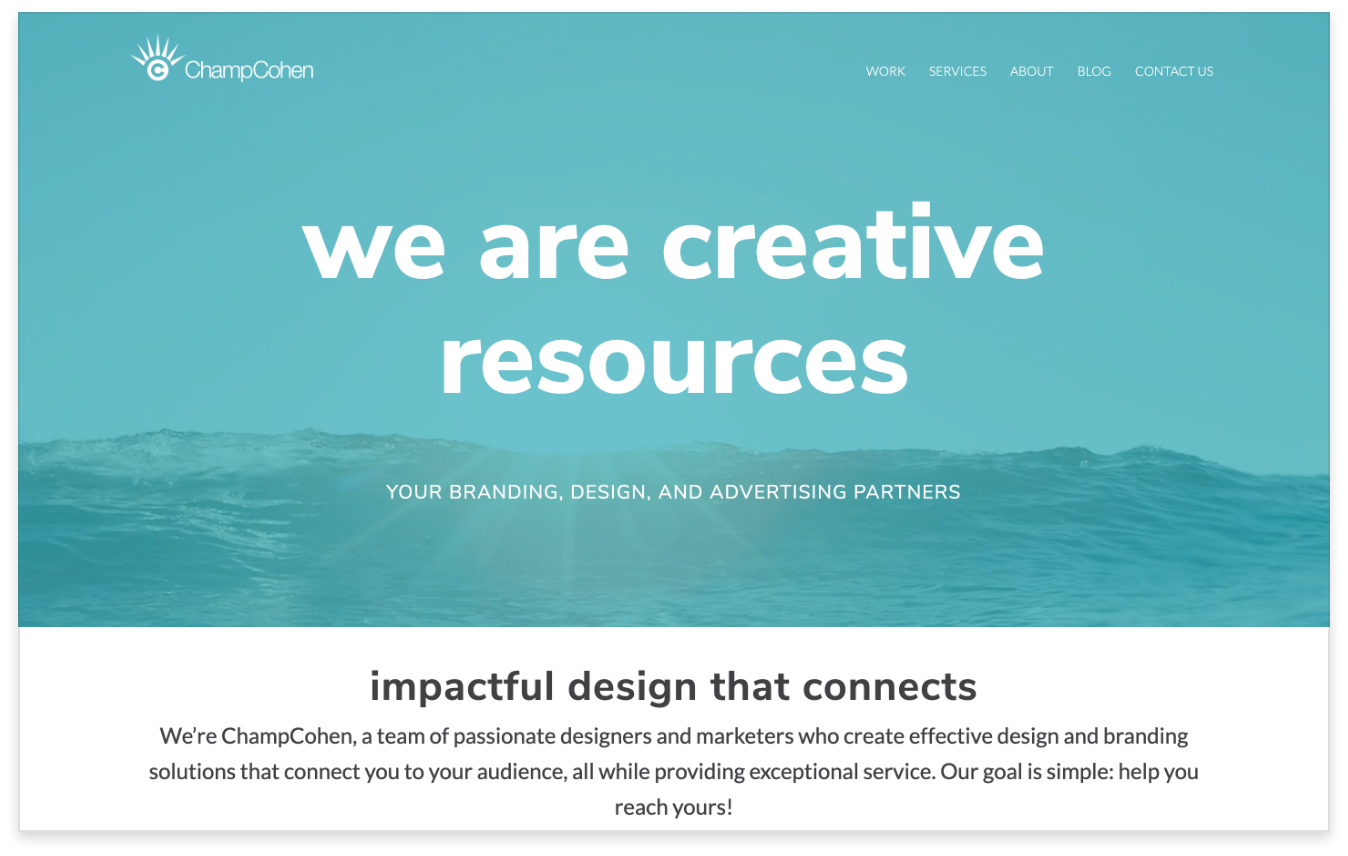 ChampCohen
WORK SERVICES ABOUT BLOG CONTACT US
we are creative
resources
YOUR BRANDING, DESIGN, AND ADVERTISING PARTNERS
impactful design that connects
We’re ChampCohen, a team of passionate designers and marketers who create effective design and branding
solutions that connect you to your audience, all while providing exceptional service. Our goal is simple: help you
reach yours!